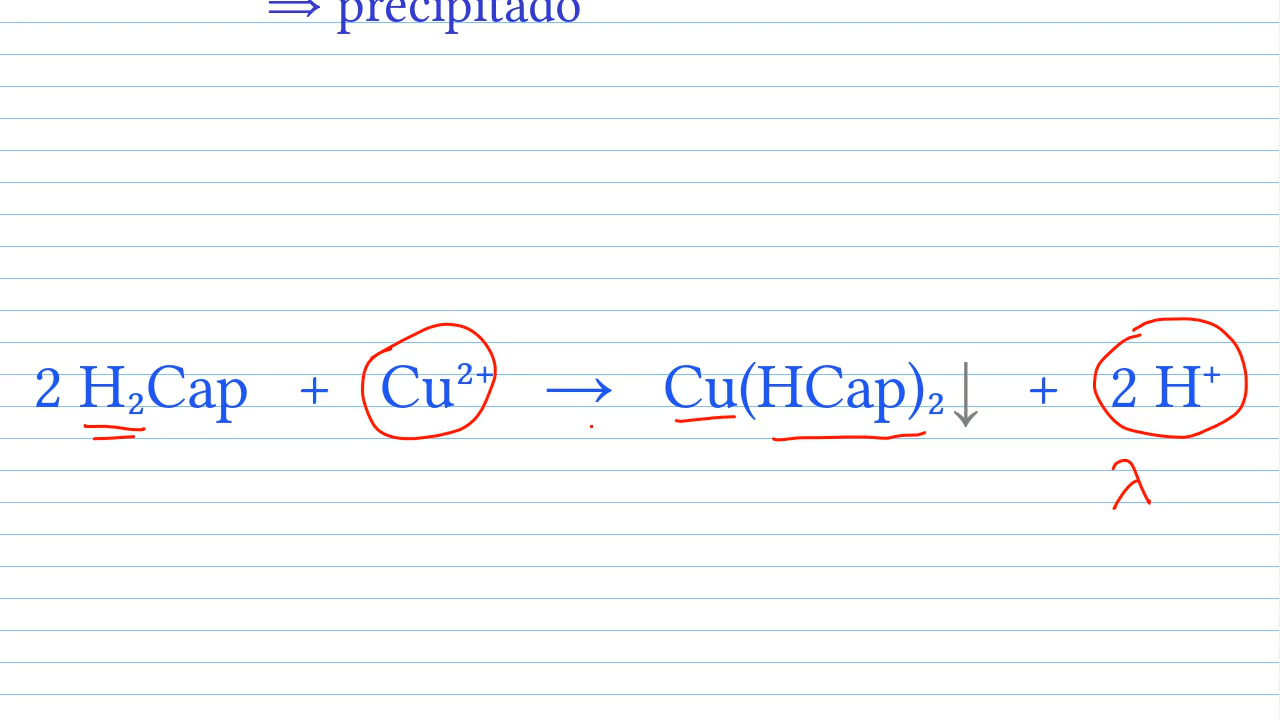 ⟹ precipitado
2 H₂Cap + Cu²⁺ ⟶ Cu(HCap)₂↓ + 2 H⁺
λ